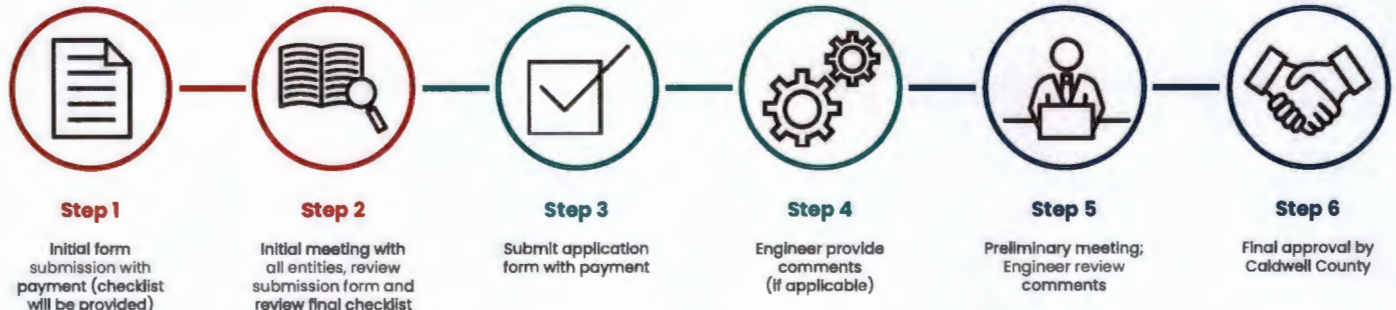 Step 1
Initial form
submission with
payment (checklist
will be provided)
Step 2
Initial meeting with
all entities, review
submission form and
review final checklist
Step 3
Submit application
form with payment
Step 4
Engineer provide
comments
(if applicable)
Step 5
Preliminary meeting;
Engineer review
comments
Step 6
Final approval by
Caldwell County